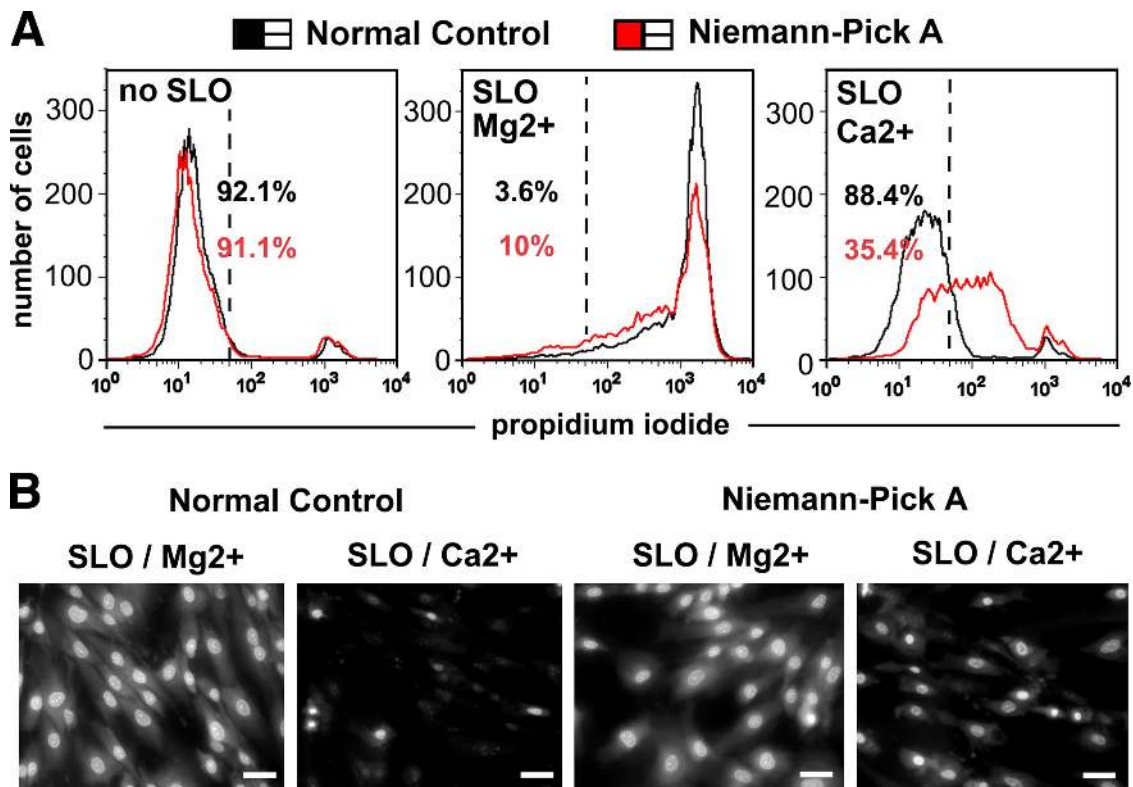 A
Normal Control
Niemann-Pick A
number of cells
300
200
100
0
no SLO
92.1%
91.1%
10^0 10^1 10^2 10^3 10^4
300
200
100
0
SLO
Mg2+
3.6%
10%
10^0 10^1 10^2 10^3 10^4
300
200
100
0
SLO
Ca2+
88.4%
35.4%
10^0 10^1 10^2 10^3 10^4
propidium iodide
B
Normal Control
Niemann-Pick A
SLO / Mg2+
SLO / Ca2+
SLO / Mg2+
SLO / Ca2+